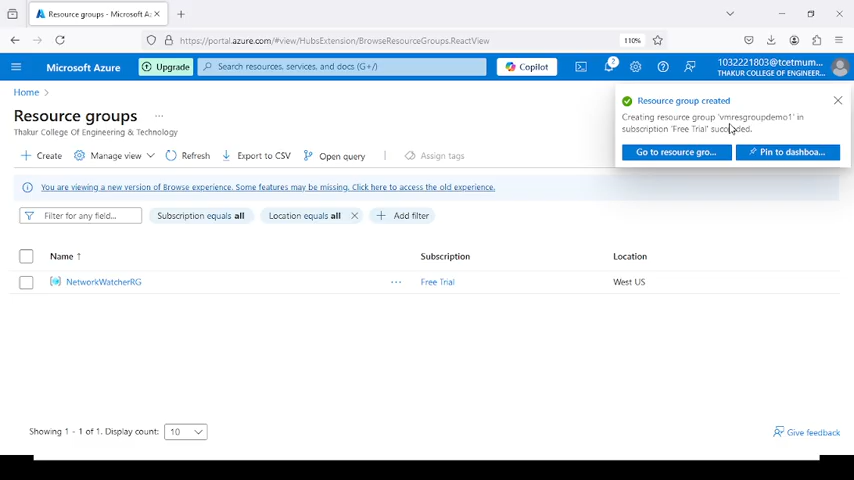 Resource groups - Microsoft Az
https://portal.azure.com/#view/HubsExtension/BrowseResourceGroups.ReactView
110%
Microsoft Azure
Upgrade
Search resources, services, and docs (G+/)
Copilot
2
1032221803@tcetmum...
THAKUR COLLEGE OF ENGINEER...
Home
Resource groups ...
Thakur College Of Engineering & Technology
Create
Manage view
Refresh
Export to CSV
Open query
Assign tags
Resource group created
Creating resource group 'vmresgroupdemo1' in
subscription 'Free Trial' succeeded.
Go to resource gro...
Pin to dashboa...
You are viewing a new version of Browse experience. Some features may be missing. Click here to access the old experience.
Filter for any field...
Subscription equals all
Location equals all
Add filter
Name ↑
Subscription
Location
NetworkWatcherRG
...
Free Trial
West US
Showing 1 - 1 of 1. Display count: 10
Give feedback